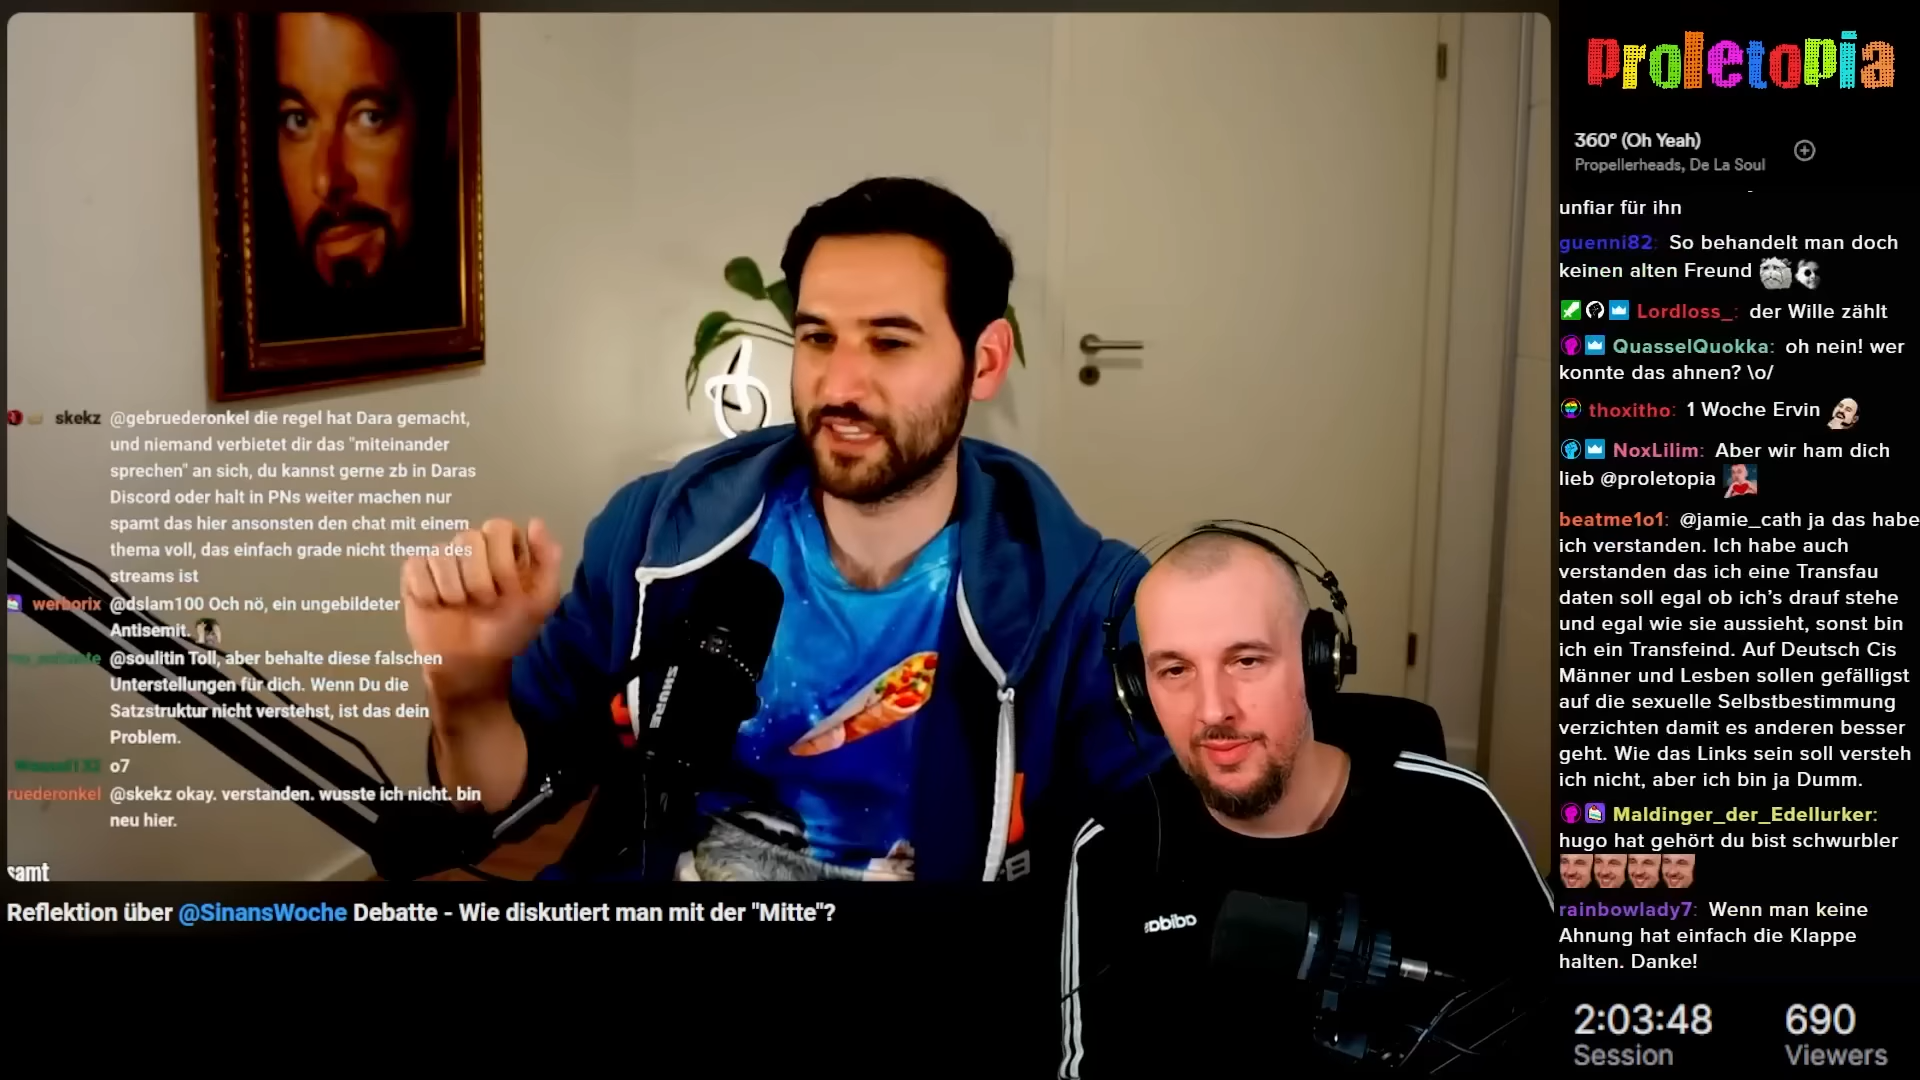 skekz @gebruederonkel die regel hat Dara gemacht,
und niemand verbietet dir das "miteinander
sprechen" an sich, du kannst gerne zb in Daras
Discord oder halt in PNs weiter machen nur
spamt das hier ansonsten den chat mit einem
thema voll, das einfach grade nicht thema des
streams ist
werborix @dslam100 Och nö, ein ungebildeter
Antisemit.
@soulitin Toll, aber behalte diese falschen
Unterstellungen für dich. Wenn Du die
Satzstruktur nicht verstehst, ist das dein
Problem.
o7
ruederonkel @skekz okay. verstanden. wusste ich nicht. bin
neu hier.
samt
Reflektion über @SinansWoche Debatte - Wie diskutiert man mit der "Mitte"?
SHURE
adidas
Proletopia
360° (Oh Yeah)
Propellerheads, De La Soul
unfiar für ihn
guenni82: So behandelt man doch
keinen alten Freund
Lordloss_: der Wille zählt
QuasselQuokka: oh nein! wer
konnte das ahnen? \o/
thoxitho: 1 Woche Ervin
NoxLilim: Aber wir ham dich
lieb @proletopia
beatme1o1: @jamie_cath ja das habe
ich verstanden. Ich habe auch
verstanden das ich eine Transfau
daten soll egal ob ich's drauf stehe
und egal wie sie aussieht, sonst bin
ich ein Transfeind. Auf Deutsch Cis
Männer und Lesben sollen gefälligst
auf die sexuelle Selbstbestimmung
verzichten damit es anderen besser
geht. Wie das Links sein soll versteh
ich nicht, aber ich bin ja Dumm.
Maldinger_der_Edellurker:
hugo hat gehört du bist schwurbler
rainbowlady7: Wenn man keine
Ahnung hat einfach die Klappe
halten. Danke!
2:03:48 690
Session Viewers